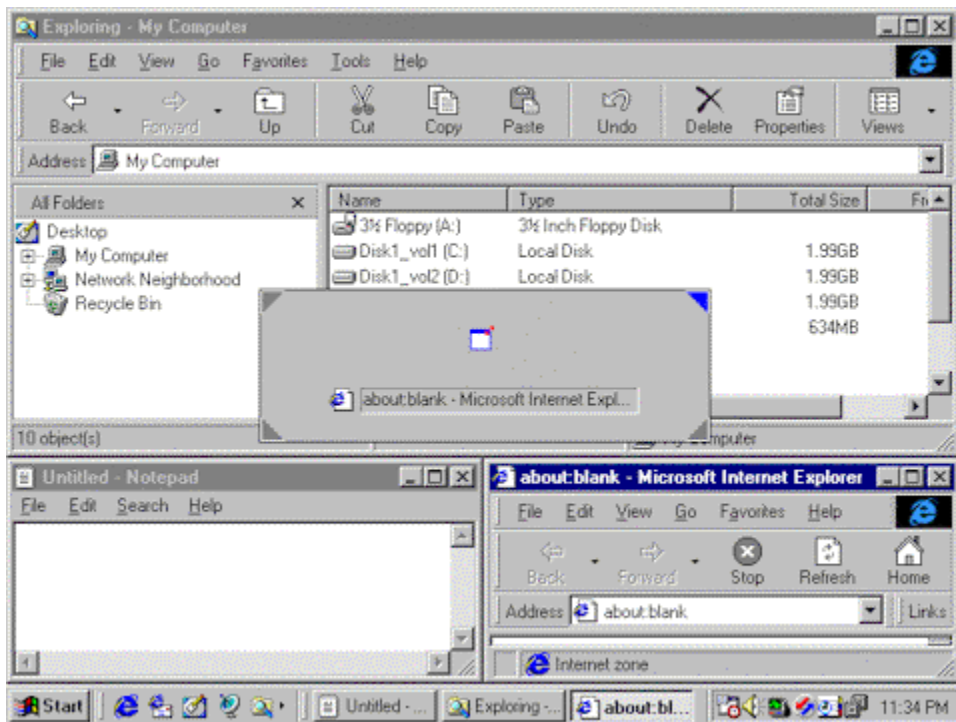 Exploring - My Computer
File Edit View Go Favorites Tools Help
Back Forward Up Cut Copy Paste Undo Delete Properties Views
Address My Computer
All Folders
Name Type Total Size
Desktop
My Computer
Network Neighborhood
Recycle Bin
3½ Floppy (A:) 3½ Inch Floppy Disk
Disk1_vol1 (C:) Local Disk 1.99GB
Disk1_vol2 (D:) Local Disk 1.99GB
1.99GB
634MB
about:blank - Microsoft Internet Expl...
10 object(s) My Computer
Untitled - Notepad
File Edit Search Help
about:blank - Microsoft Internet Explorer
File Edit View Go Favorites Help
Back Forward Stop Refresh Home
Address about:blank Links
Internet zone
Start Untitled - ... Exploring -... about:bl... 11:34 PM